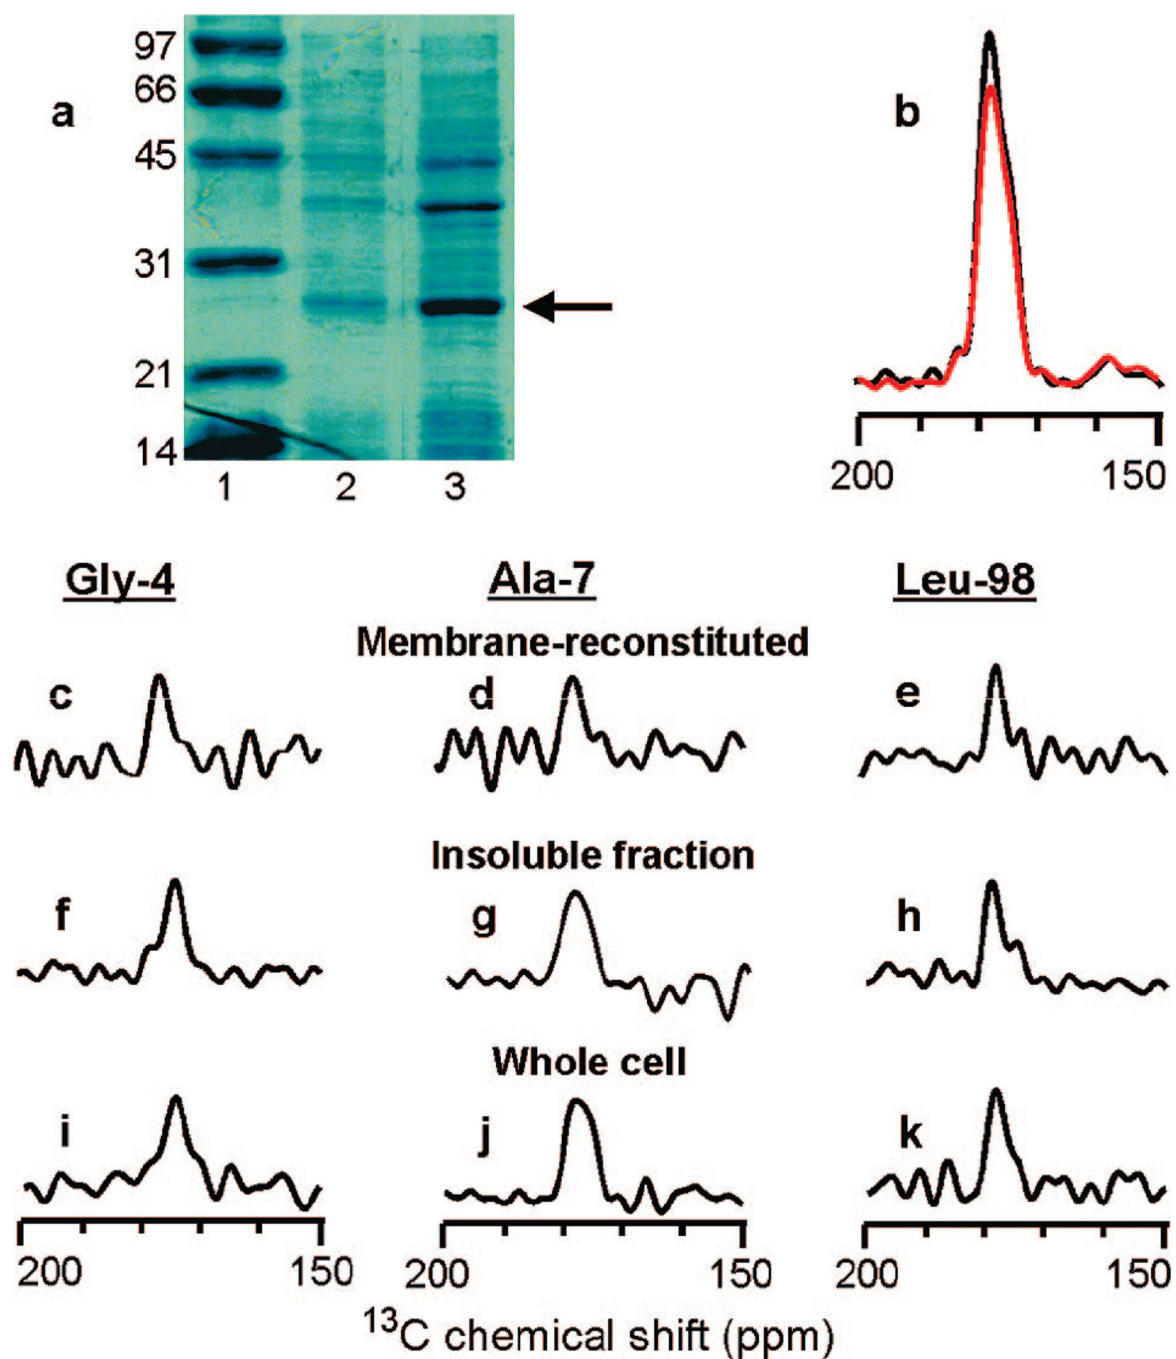 a
97
66
45
31
21
14
1 2 3
b
200 150
Gly-4 Ala-7 Leu-98
Membrane-reconstituted
c d e
Insoluble fraction
f g h
Whole cell
i j k
200 150 200 150 200 150
¹³C chemical shift (ppm)